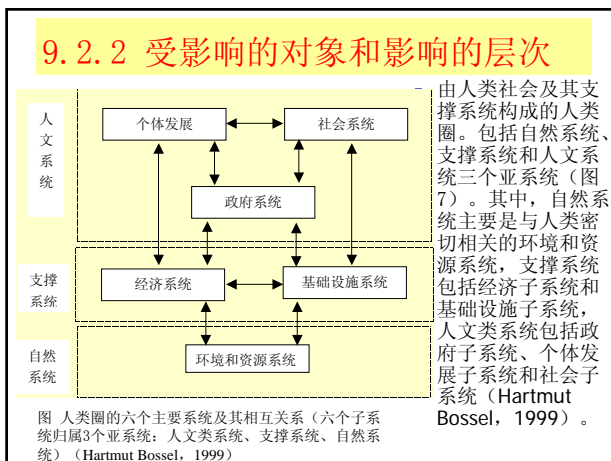 9.2.2 受影响的对象和影响的层次
人
文
系
统
个体发展
社会系统
政府系统
支撑
系统
经济系统
基础设施系统
自然
系统
环境和资源系统
图 人类圈的六个主要系统及其相互关系（六个子系
统归属3个亚系统：人文类系统、支撑系统、自然系
统）（Hartmut Bossel，1999）
– 由人类社会及其支
撑系统构成的人类
圈。包括自然系统、
支撑系统和人文系
统三个亚系统（图
7）。其中，自然系
统主要是与人类密
切相关的环境和资
源系统，支撑系统
包括经济子系统和
基础设施子系统，
人文类系统包括政
府子系统、个体发
展子系统和社会子
系统（Hartmut
Bossel，1999）。